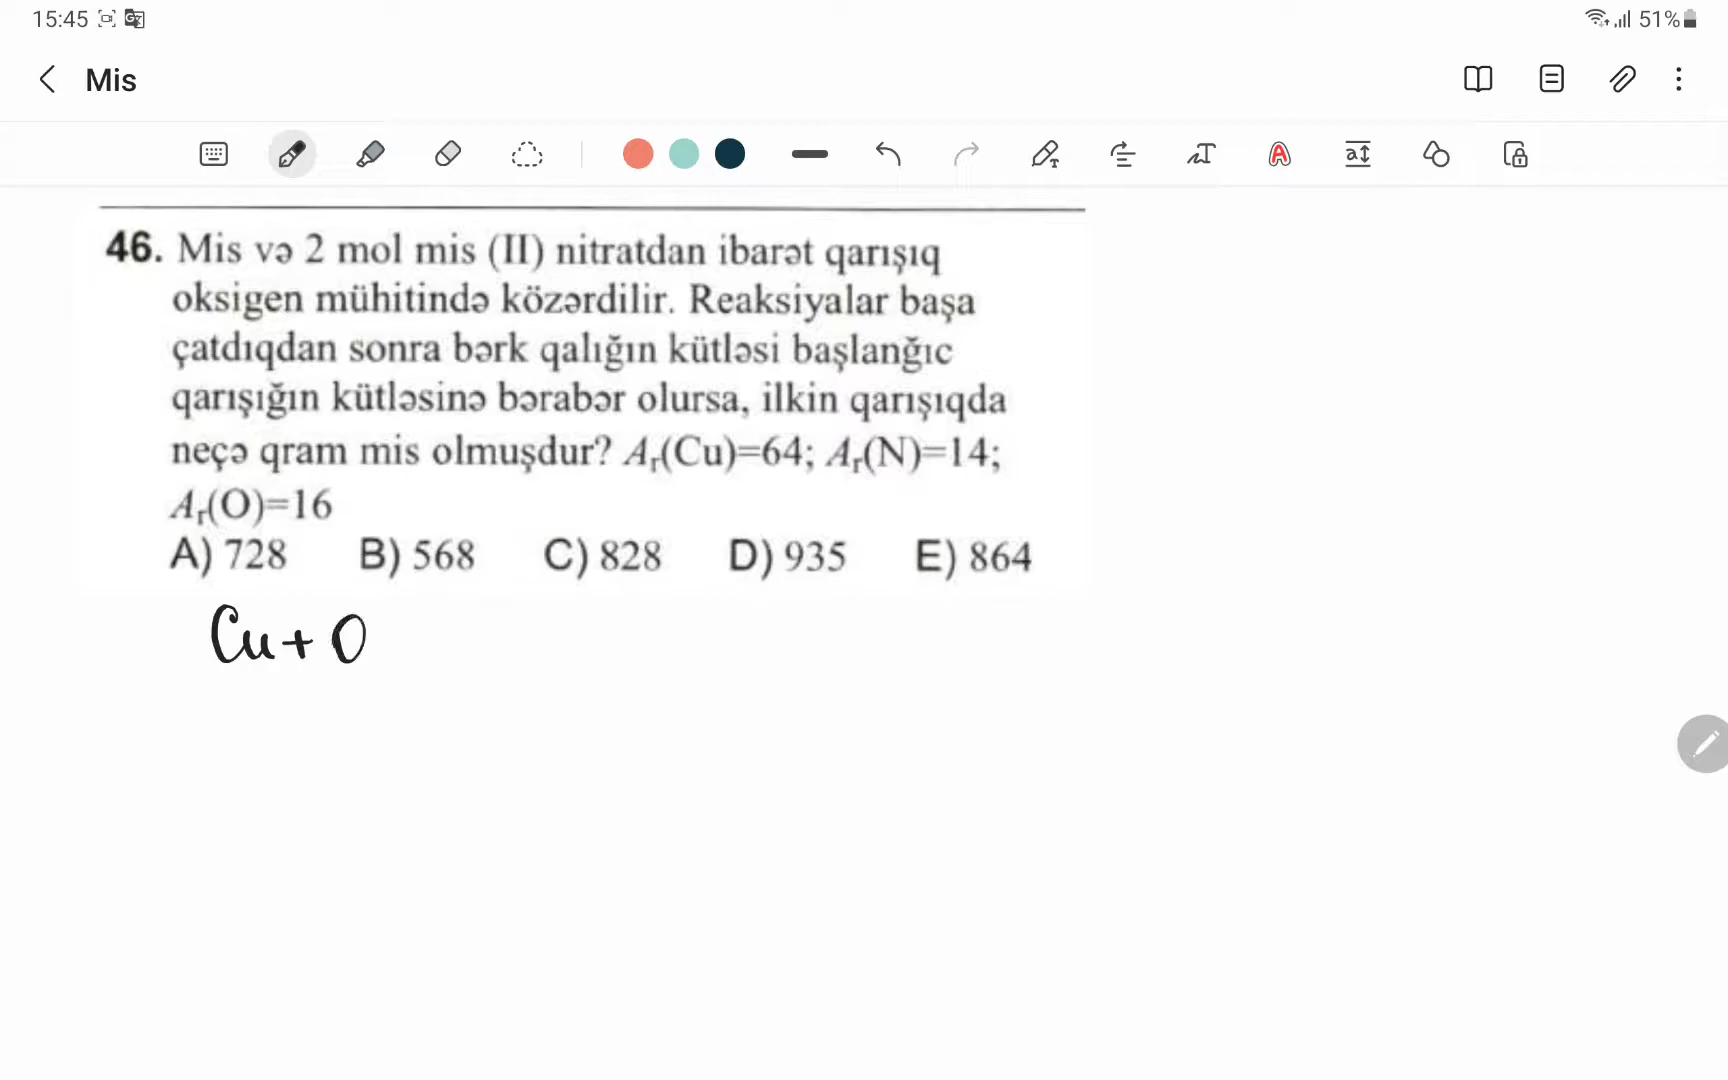 15:45
51%
Mis
46. Mis və 2 mol mis (II) nitratdan ibarət qarışıq
oksigen mühitində közərdilir. Reaksiyalar başa
çatdıqdan sonra bərk qalığın kütləsi başlanğıc
qarışığın kütləsinə bərabər olursa, ilkin qarışıqda
neçə qram mis olmuşdur? Aᵣ(Cu)=64; Aᵣ(N)=14;
Aᵣ(O)=16
A) 728 B) 568 C) 828 D) 935 E) 864
Cu + O